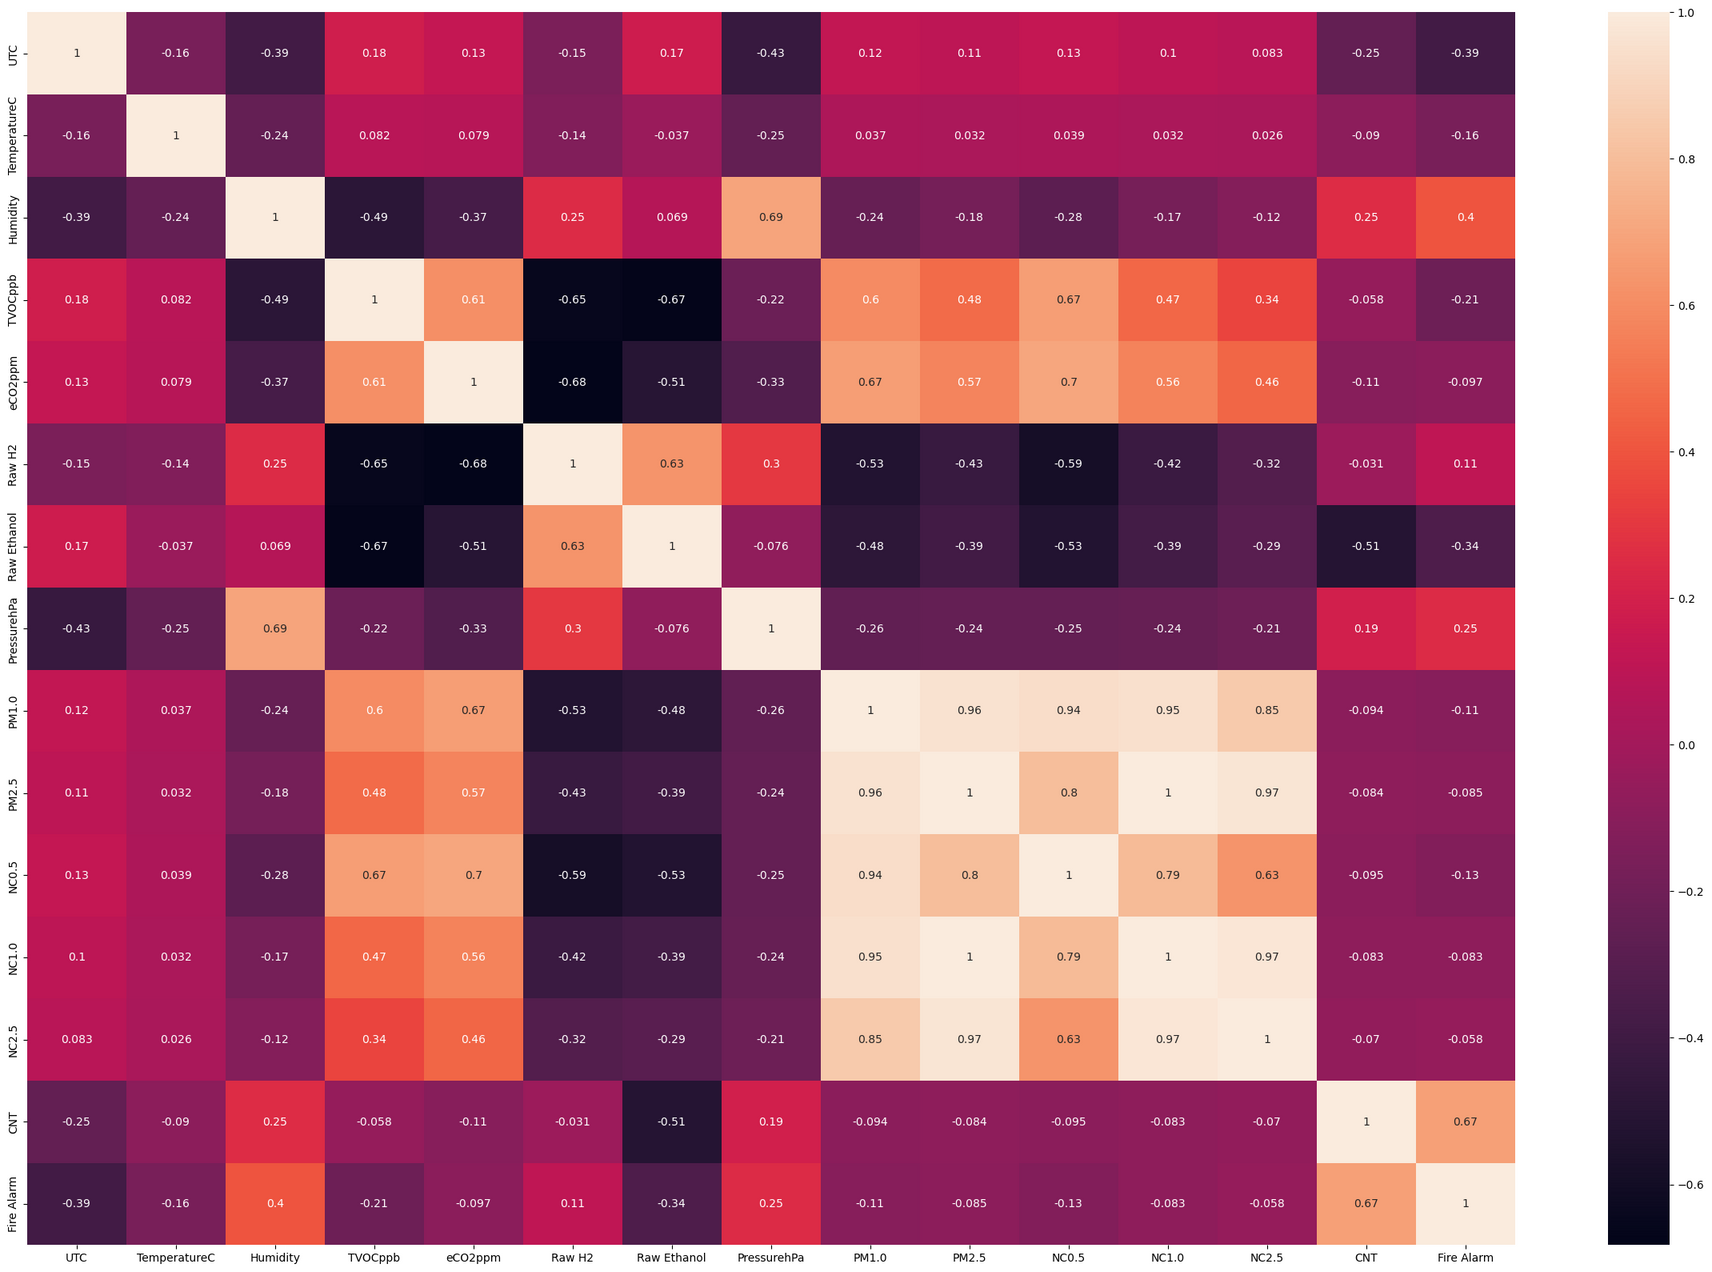 UTC 1 -0.16 -0.39 0.18 0.13 -0.15 0.17 -0.43 0.12 0.11 0.13 0.1 0.083 -0.25 -0.39
TemperatureC -0.16 1 -0.24 0.082 0.079 -0.14 -0.037 -0.25 0.037 0.032 0.039 0.032 0.026 -0.09 -0.16
Humidity -0.39 -0.24 1 -0.49 -0.37 0.25 0.069 0.69 -0.24 -0.18 -0.28 -0.17 -0.12 0.25 0.4
TVOCppb 0.18 0.082 -0.49 1 0.61 -0.65 -0.67 -0.22 0.6 0.48 0.67 0.47 0.34 -0.058 -0.21
eCO2ppm 0.13 0.079 -0.37 0.61 1 -0.68 -0.51 -0.33 0.67 0.57 0.7 0.56 0.46 -0.11 -0.097
Raw H2 -0.15 -0.14 0.25 -0.65 -0.68 1 0.63 0.3 -0.53 -0.43 -0.59 -0.42 -0.32 -0.031 0.11
Raw Ethanol 0.17 -0.037 0.069 -0.67 -0.51 0.63 1 -0.076 -0.48 -0.39 -0.53 -0.39 -0.29 -0.51 -0.34
PressurehPa -0.43 -0.25 0.69 -0.22 -0.33 0.3 -0.076 1 -0.26 -0.24 -0.25 -0.24 -0.21 0.19 0.25
PM1.0 0.12 0.037 -0.24 0.6 0.67 -0.53 -0.48 -0.26 1 0.96 0.94 0.95 0.85 -0.094 -0.11
PM2.5 0.11 0.032 -0.18 0.48 0.57 -0.43 -0.39 -0.24 0.96 1 0.8 1 0.97 -0.084 -0.085
NC0.5 0.13 0.039 -0.28 0.67 0.7 -0.59 -0.53 -0.25 0.94 0.8 1 0.79 0.63 -0.095 -0.13
NC1.0 0.1 0.032 -0.17 0.47 0.56 -0.42 -0.39 -0.24 0.95 1 0.79 1 0.97 -0.083 -0.083
NC2.5 0.083 0.026 -0.12 0.34 0.46 -0.32 -0.29 -0.21 0.85 0.97 0.63 0.97 1 -0.07 -0.058
CNT -0.25 -0.09 0.25 -0.058 -0.11 -0.031 -0.51 0.19 -0.094 -0.084 -0.095 -0.083 -0.07 1 0.67
Fire Alarm -0.39 -0.16 0.4 -0.21 -0.097 0.11 -0.34 0.25 -0.11 -0.085 -0.13 -0.083 -0.058 0.67 1
UTC TemperatureC Humidity TVOCppb eCO2ppm Raw H2 Raw Ethanol PressurehPa PM1.0 PM2.5 NC0.5 NC1.0 NC2.5 CNT Fire Alarm
1.0
0.8
0.6
0.4
0.2
0.0
−0.2
−0.4
−0.6